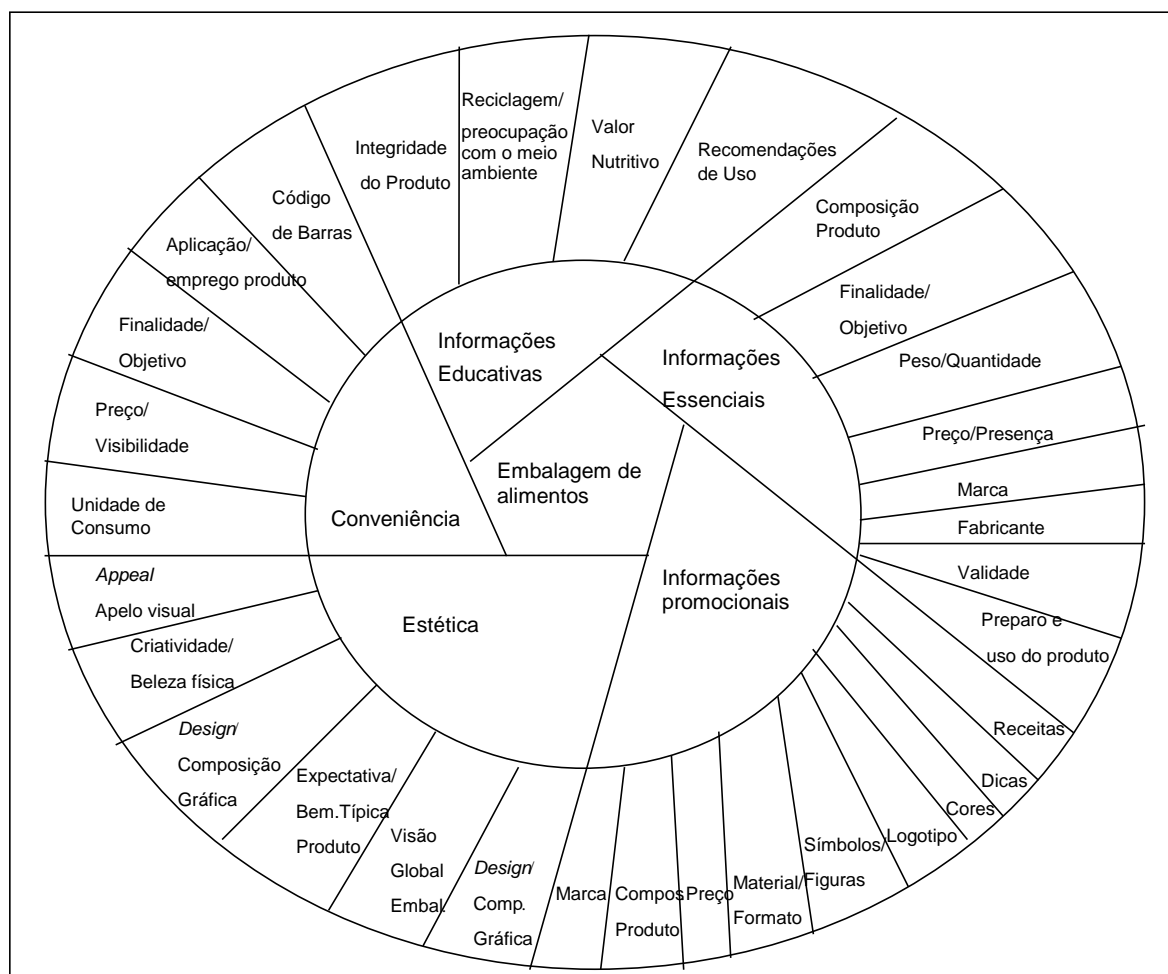 Reciclagem/
preocupação
com o meio
ambiente
Valor
Nutritivo
Recomendações
de Uso
Composição
Produto
Finalidade/
Objetivo
Peso/Quantidade
Preço/Presença
Marca
Fabricante
Validade
Preparo e
uso do produto
Receitas
Dicas
Cores
Logotipo
Símbolos/
Figuras
Material/
Formato
Preço
Compos
Produto
Marca
Design/
Comp.
Gráfica
Visão
Global
Embal.
Expectativa/
Bem.Típica
Produto
Design/
Composição
Gráfica
Criatividade/
Beleza física
Appeal
Apelo visual
Unidade de
Consumo
Preço/
Visibilidade
Finalidade/
Objetivo
Aplicação/
emprego produto
Código
de Barras
Integridade
do Produto
Informações
Educativas
Informações
Essenciais
Embalagem de
alimentos
Conveniência
Informações
promocionais
Estética